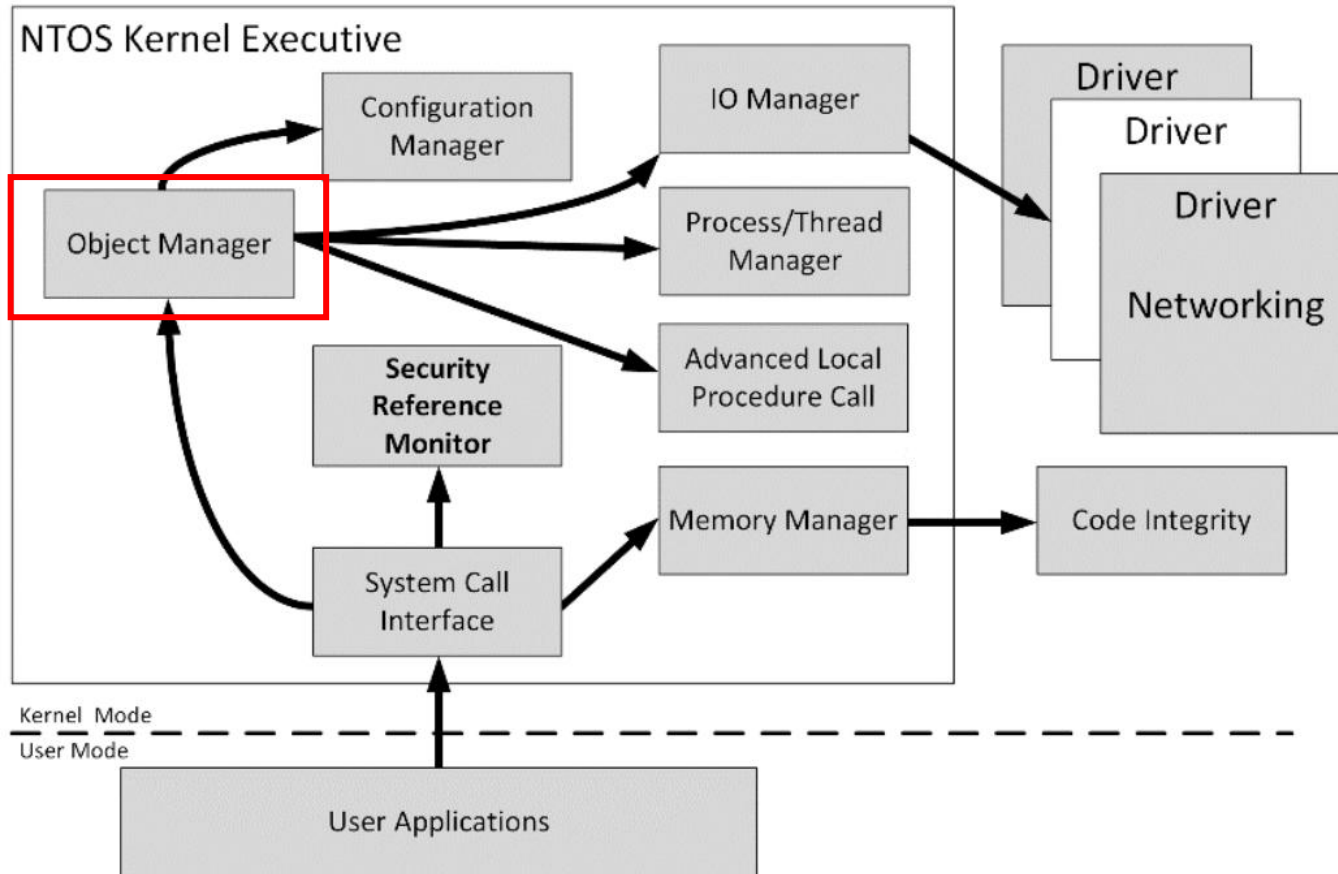 NTOS Kernel Executive
Configuration
Manager
IO Manager
Driver
Driver
Driver
Networking
Object Manager
Process/Thread
Manager
Security
Reference
Monitor
Advanced Local
Procedure Call
Memory Manager
Code Integrity
System Call
Interface
Kernel Mode
User Mode
User Applications